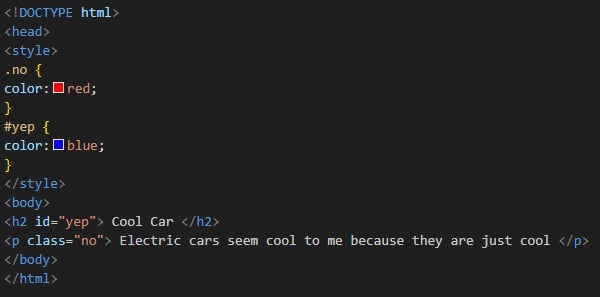 <!DOCTYPE html>
<head>
<style>
.no {
color: red;
}
#yep {
color: blue;
}
</style>
<body>
<h2 id="yep"> Cool Car </h2>
<p class="no"> Electric cars seem cool to me because they are just cool </p>
</body>
</html>